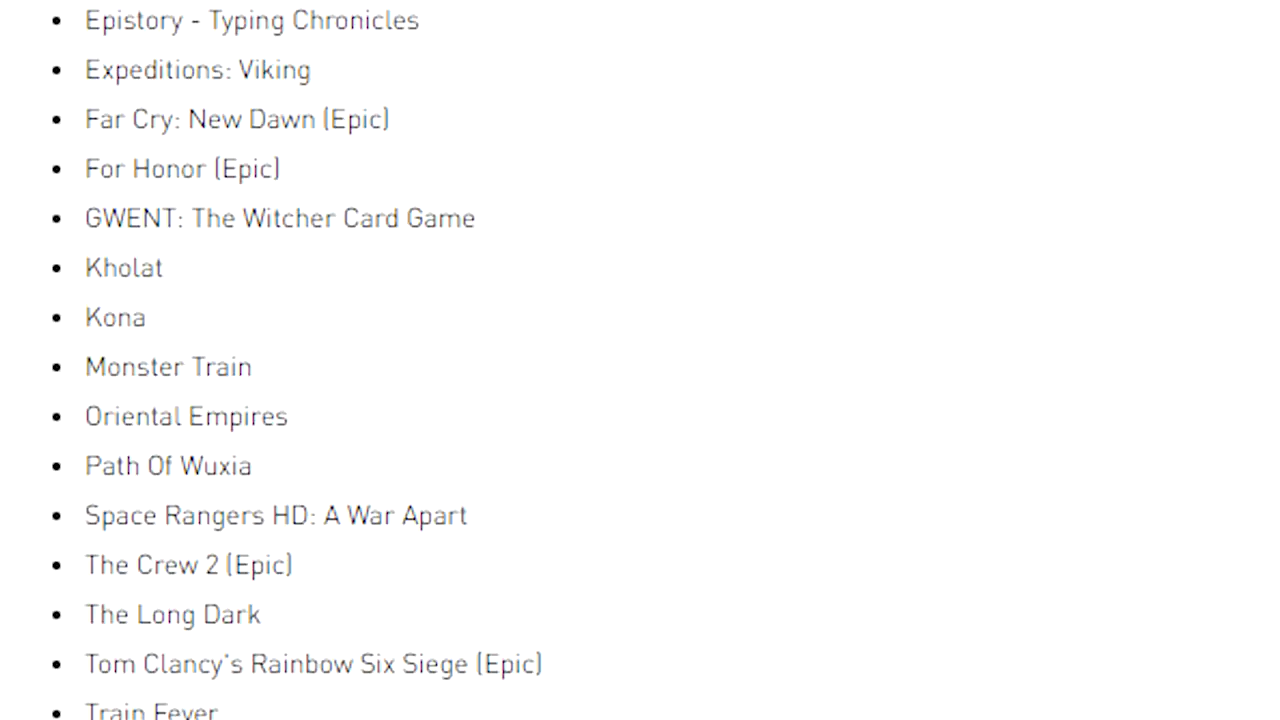 Epistory - Typing Chronicles
Expeditions: Viking
Far Cry: New Dawn (Epic)
For Honor (Epic)
GWENT: The Witcher Card Game
Kholat
Kona
Monster Train
Oriental Empires
Path Of Wuxia
Space Rangers HD: A War Apart
The Crew 2 (Epic)
The Long Dark
Tom Clancy's Rainbow Six Siege (Epic)
Train Fever